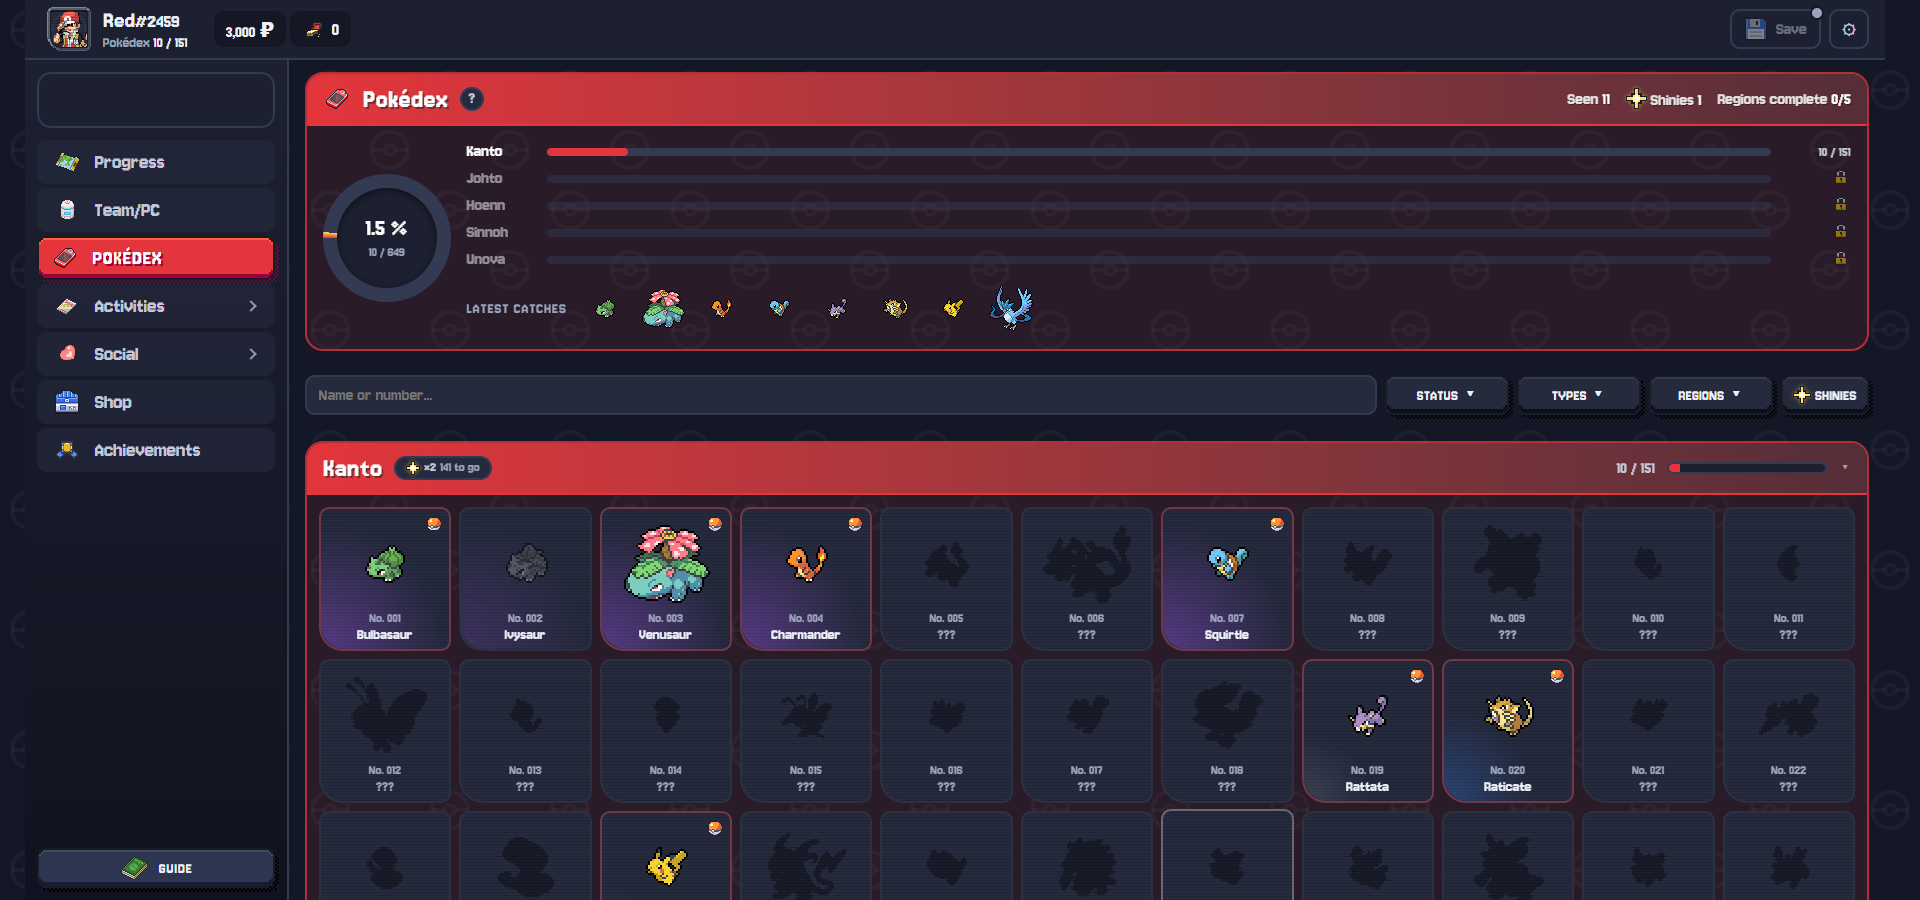 Red#2459
Pokédex 10 / 151
3,000 ₽
0
Save
Progress
Team/PC
POKÉDEX
Activities
Social
Shop
Achievements
GUIDE
Pokédex ?
Seen 11 Shinies 1 Regions complete 0/5
1.5 %
10 / 649
Kanto 10 / 151
Johto
Hoenn
Sinnoh
Unova
LATEST CATCHES
Name or number...
STATUS ▼ TYPES ▼ REGIONS ▼ SHINIES
Kanto ×2 141 to go 10 / 151 ▼
No. 001 No. 002 No. 003 No. 004 No. 005 No. 006 No. 007 No. 008 No. 009 No. 010 No. 011
Bulbasaur Ivysaur Venusaur Charmander ??? ??? Squirtle ??? ??? ??? ???
No. 012 No. 013 No. 014 No. 015 No. 016 No. 017 No. 018 No. 019 No. 020 No. 021 No. 022
??? ??? ??? ??? ??? ??? ??? Rattata Raticate ??? ???